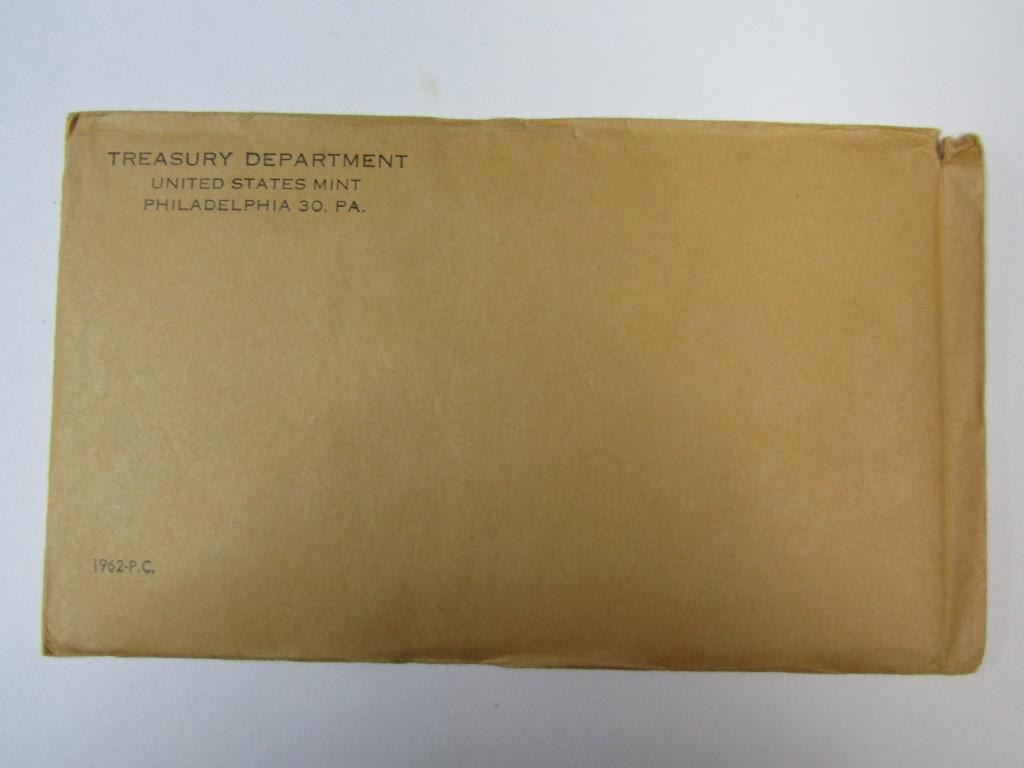 TREASURY DEPARTMENT
UNITED STATES MINT
PHILADELPHIA 30, PA.
1962-P.C.